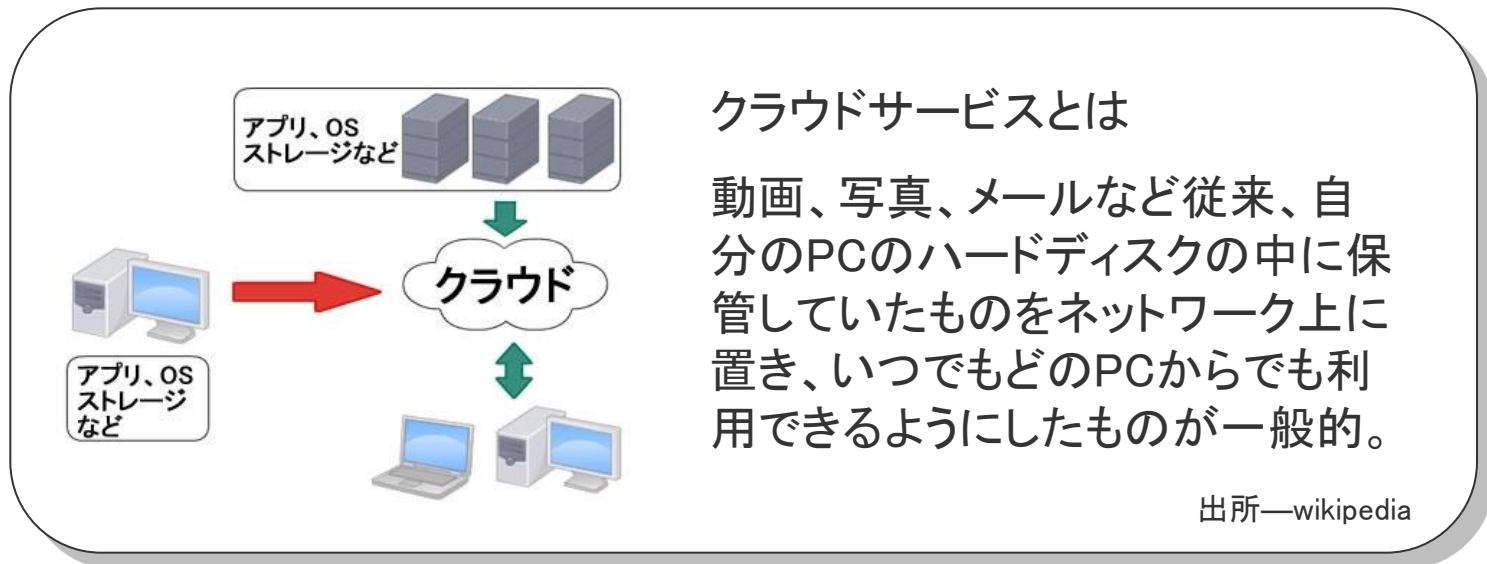 アプリ、OS
ストレージなど
クラウド
アプリ、OS
ストレージ
など
クラウドサービスとは
動画、写真、メールなど従来、自
分のPCのハードディスクの中に保
管していたものをネットワーク上に
置き、いつでもどのPCからでも利
用できるようにしたものが一般的。
出所―wikipedia